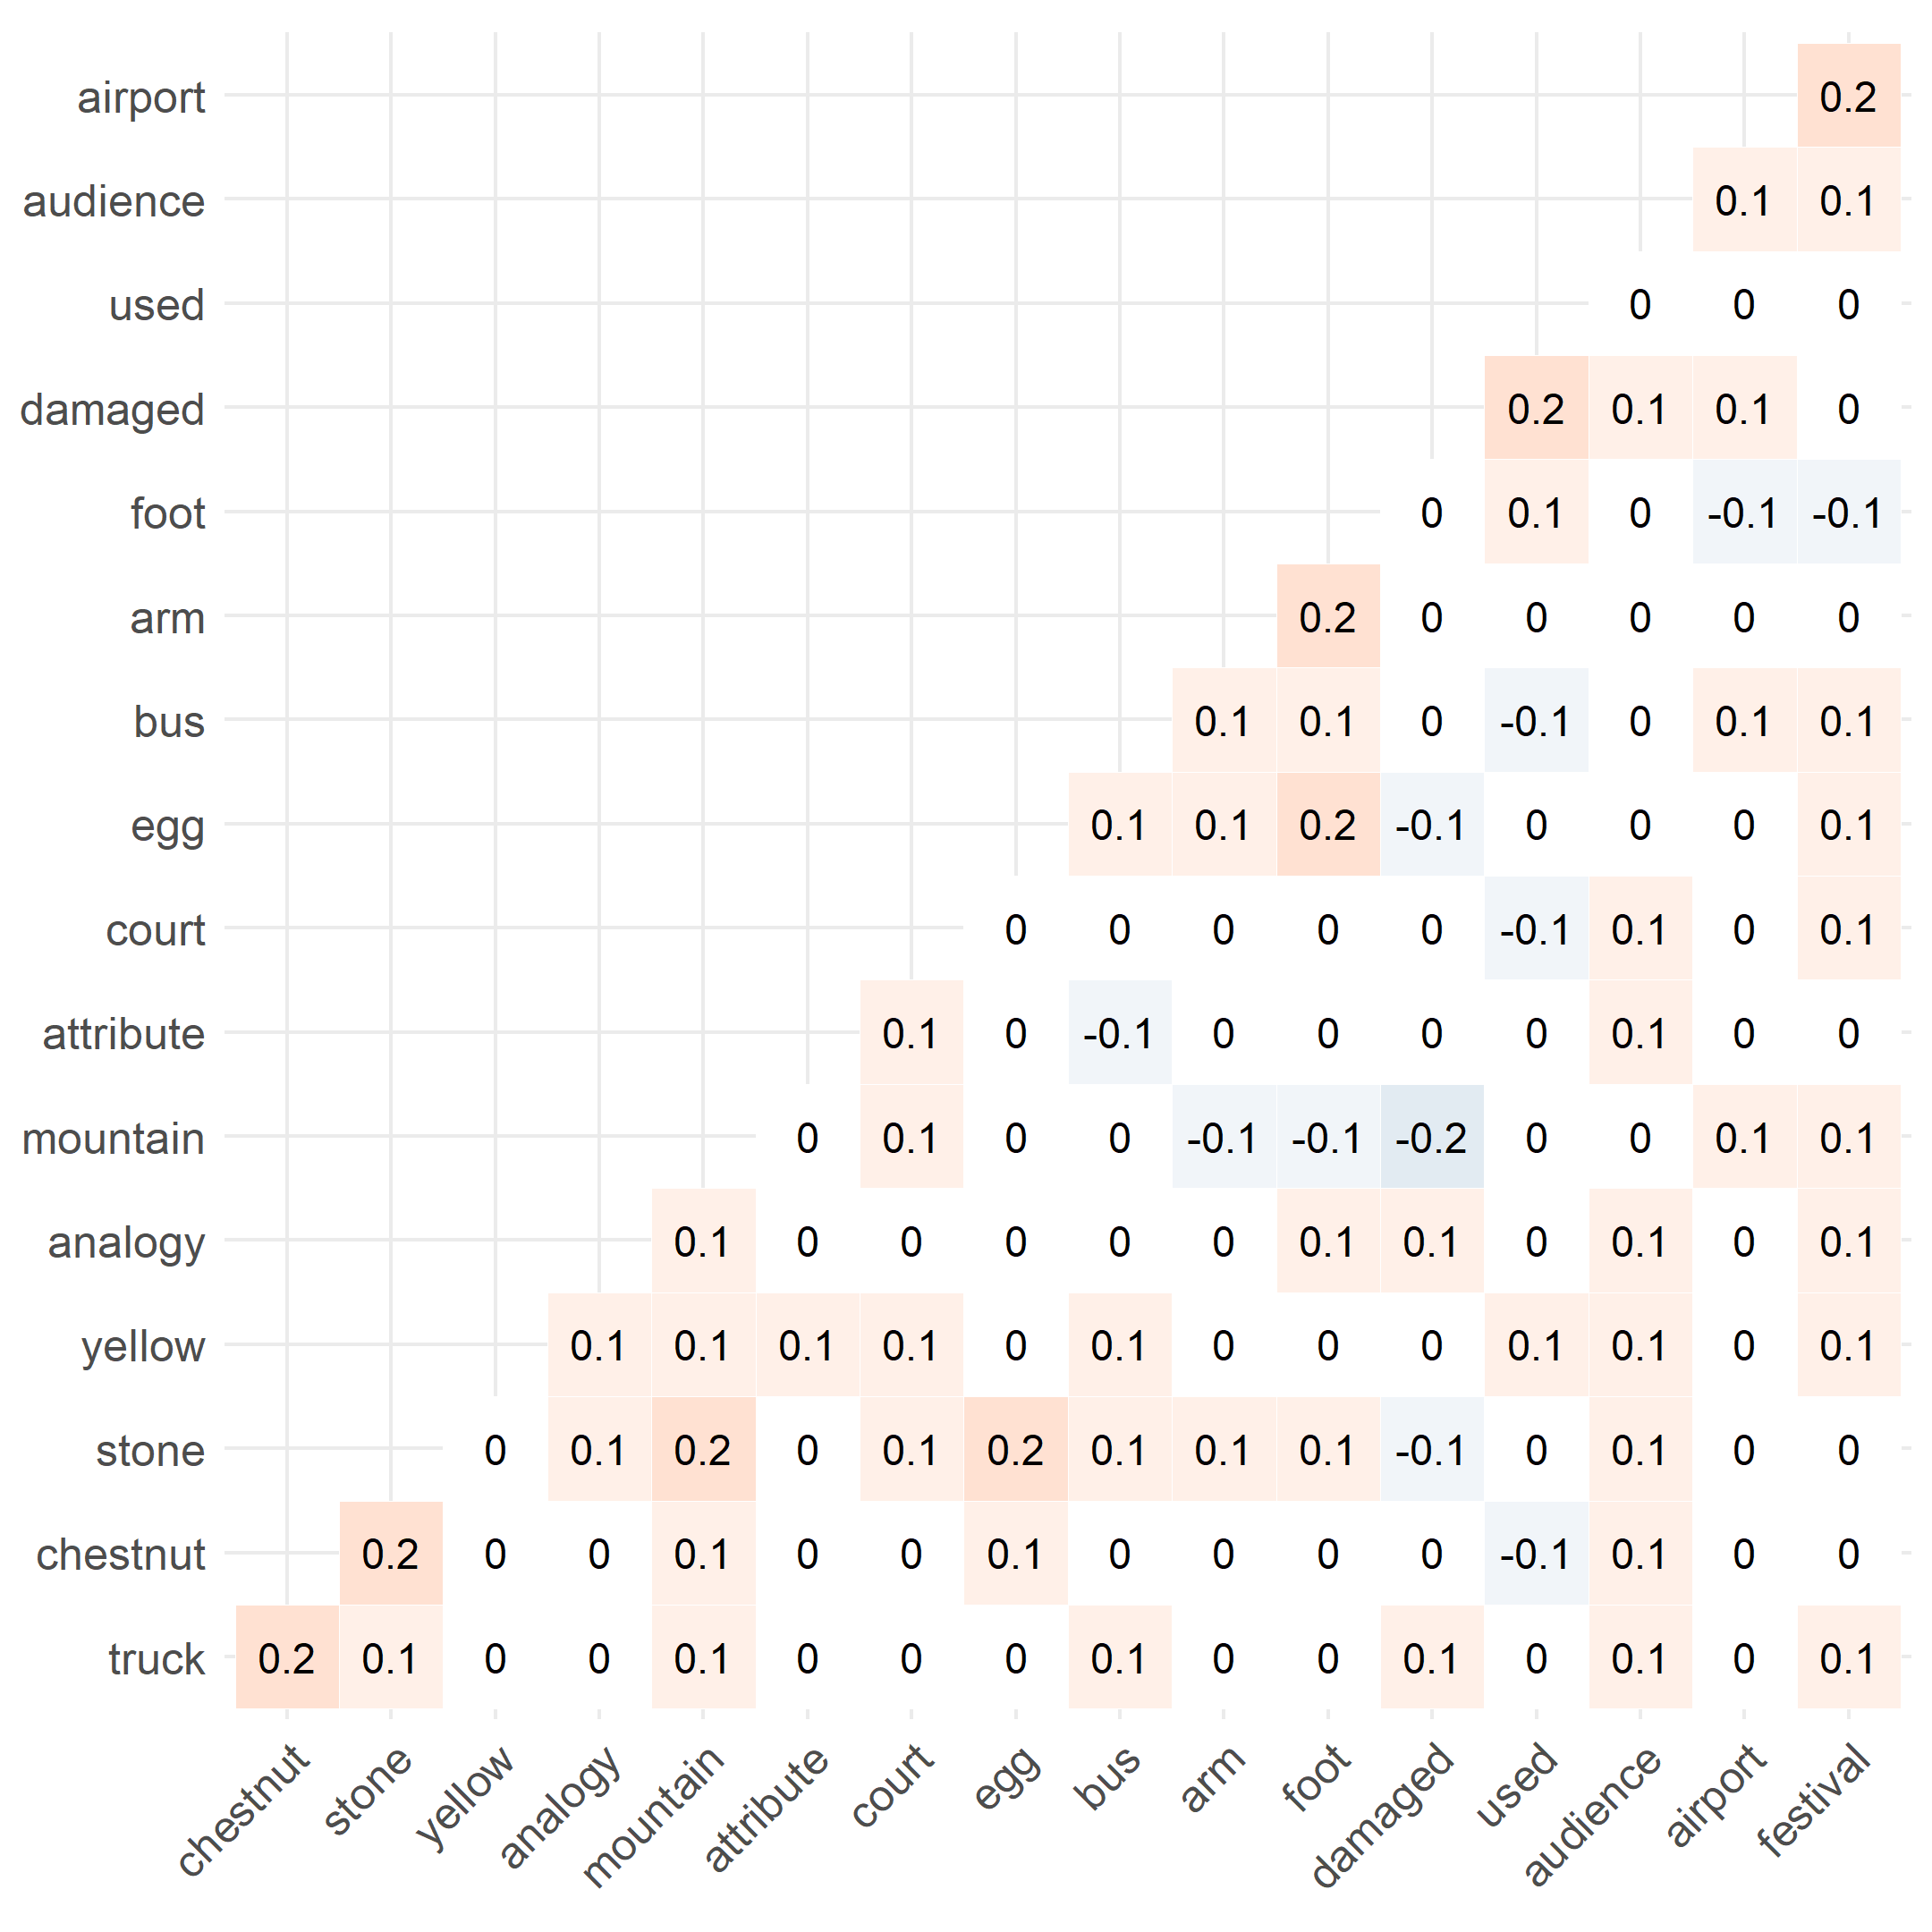 airport 0.2
audience 0.1 0.1
used 0 0 0
damaged 0.2 0.1 0.1 0
foot 0 0.1 0 -0.1 -0.1
arm 0.2 0 0 0 0 0
bus 0.1 0.1 0 -0.1 0 0.1 0.1
egg 0.1 0.1 0.2 -0.1 0 0 0 0.1
court 0 0 0 0 0 -0.1 0.1 0 0.1
attribute 0.1 0 -0.1 0 0 0 0 0.1 0 0
mountain 0 0.1 0 0 -0.1 -0.1 -0.2 0 0 0.1 0.1
analogy 0.1 0 0 0 0 0 0.1 0.1 0 0.1 0 0.1
yellow 0.1 0.1 0.1 0.1 0 0.1 0 0 0 0.1 0.1 0 0.1
stone 0 0.1 0.2 0 0.1 0.2 0.1 0.1 0.1 -0.1 0 0.1 0 0
chestnut 0.2 0 0 0.1 0 0 0.1 0 0 0 0 -0.1 0.1 0 0
truck 0.2 0.1 0 0 0.1 0 0 0 0.1 0 0 0.1 0 0.1 0 0.1
chestnut stone yellow analogy mountain attribute court egg bus arm foot damaged used audience airport festival